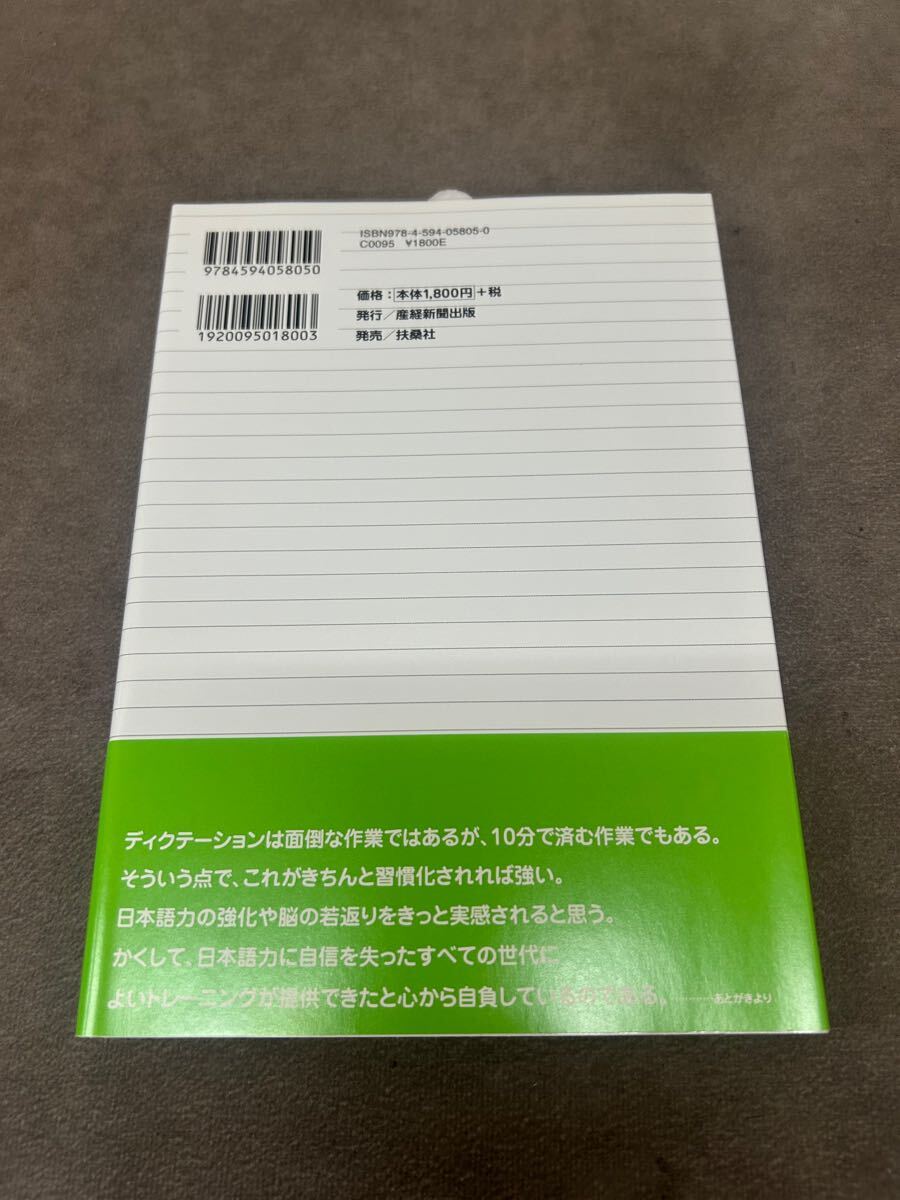 ISBN978-4-594-05805-0
C0095 ¥1800E
9784594058050
価格：本体1,800円+税
発行／産経新聞出版
発売／扶桑社
1920095018003
ディクテーションは面倒な作業ではあるが、10分で済む作業でもある。
そういう点で、これがきちんと習慣化されれば強い。
日本語力の強化や脳の若返りをきっと実感されると思う。
かくして、日本語力に自信を失ったすべての世代に
よいトレーニングが提供できたと心から自負しているのである。…………あとがきより